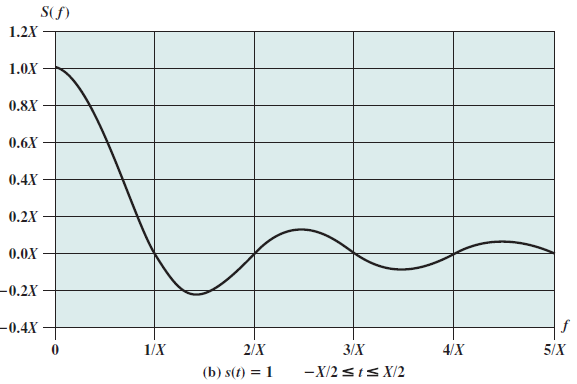 S(f)
1.2X
1.0X
0.8X
0.6X
0.4X
0.2X
0.0X
–0.2X
–0.4X
f
0 1/X 2/X 3/X 4/X 5/X
(b) s(t) = 1 –X/2 ≤ t ≤ X/2